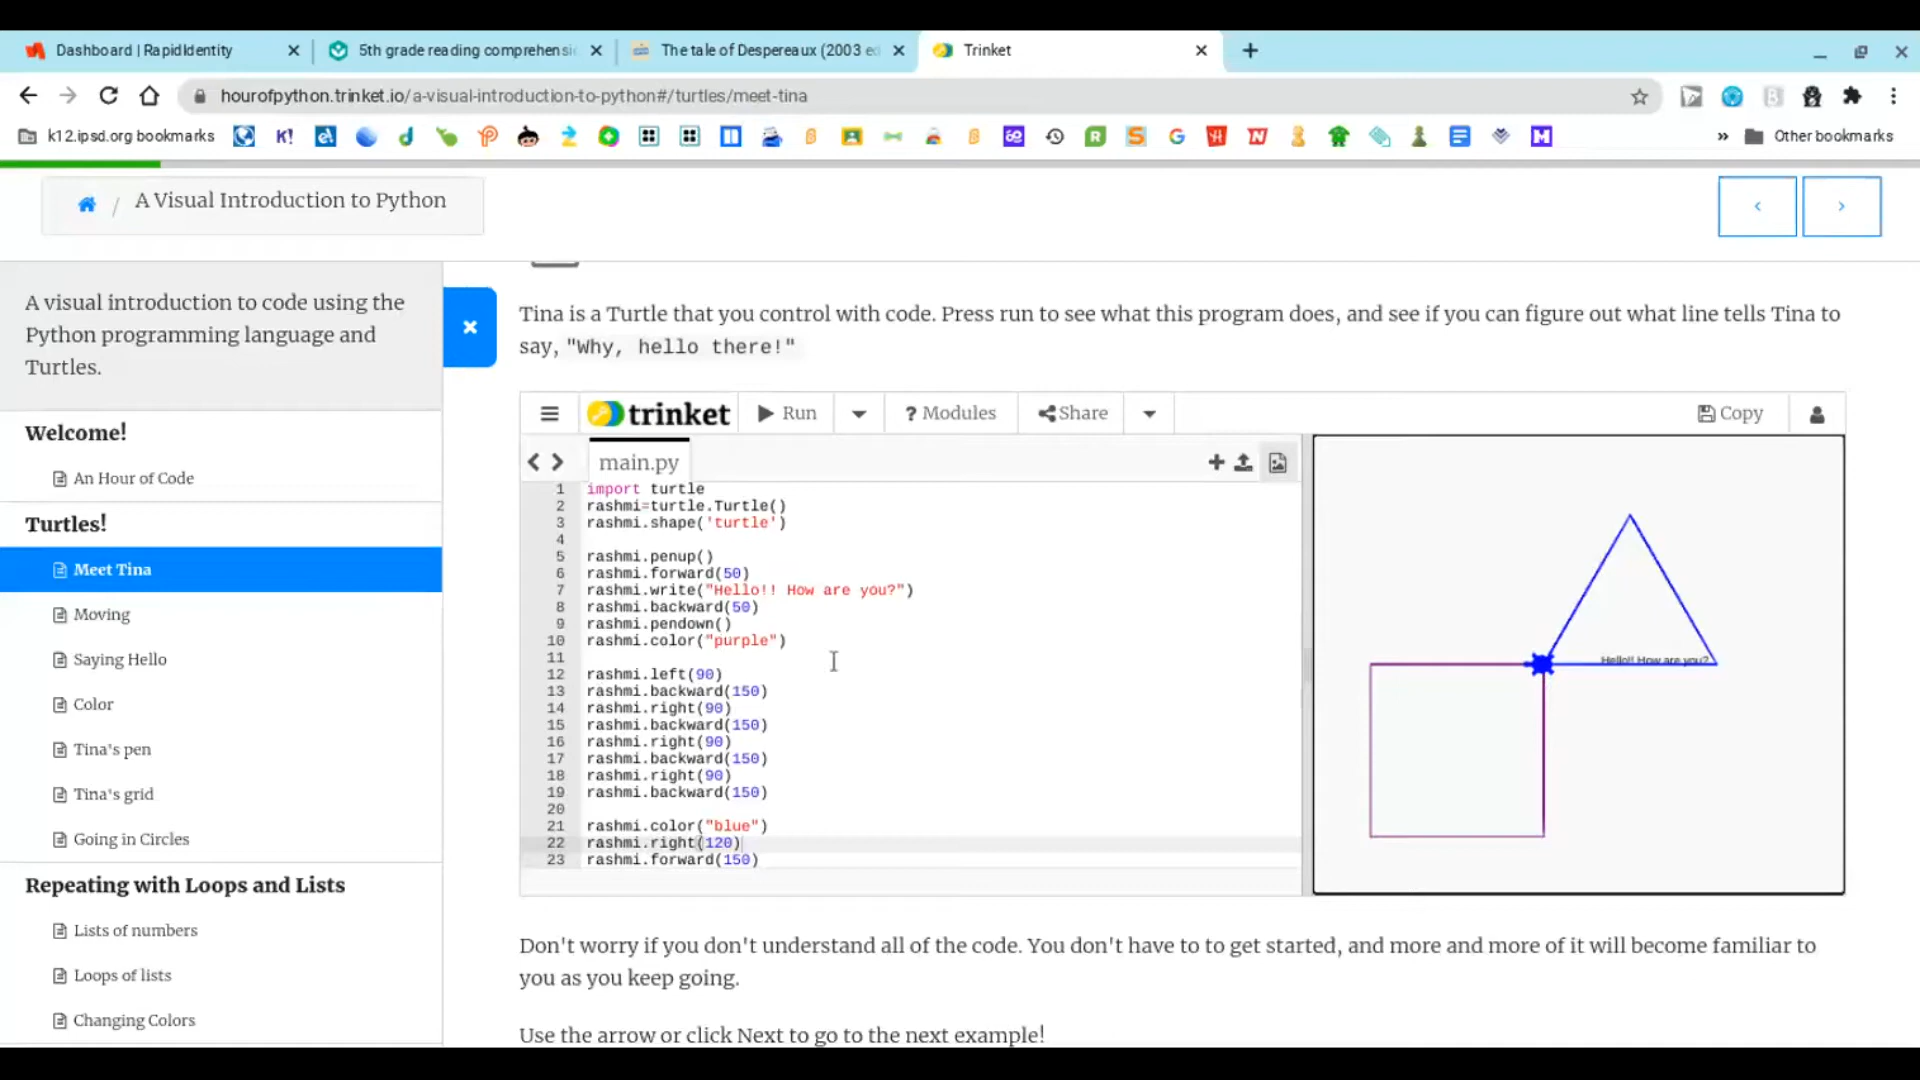 Dashboard | RapidIdentity
5th grade reading comprehensi
The tale of Despereaux (2003 ed
Trinket
hourofpython.trinket.io/a-visual-introduction-to-python#/turtles/meet-tina
k12.ipsd.org bookmarks
Other bookmarks
/ A Visual Introduction to Python
A visual introduction to code using the
Python programming language and
Turtles.
Welcome!
An Hour of Code
Turtles!
Meet Tina
Moving
Saying Hello
Color
Tina's pen
Tina's grid
Going in Circles
Repeating with Loops and Lists
Lists of numbers
Loops of lists
Changing Colors
Tina is a Turtle that you control with code. Press run to see what this program does, and see if you can figure out what line tells Tina to
say, "Why, hello there!"
trinket
Run
? Modules
Share
Copy
main.py
1 import turtle
2 rashmi=turtle.Turtle()
3 rashmi.shape('turtle')
4
5 rashmi.penup()
6 rashmi.forward(50)
7 rashmi.write("Hello!! How are you?")
8 rashmi.backward(50)
9 rashmi.pendown()
10 rashmi.color("purple")
11
12 rashmi.left(90)
13 rashmi.backward(150)
14 rashmi.right(90)
15 rashmi.backward(150)
16 rashmi.right(90)
17 rashmi.backward(150)
18 rashmi.right(90)
19 rashmi.backward(150)
20
21 rashmi.color("blue")
22 rashmi.right(120)
23 rashmi.forward(150)
Hello!! How are you?
Don't worry if you don't understand all of the code. You don't have to to get started, and more and more of it will become familiar to
you as you keep going.
Use the arrow or click Next to go to the next example!